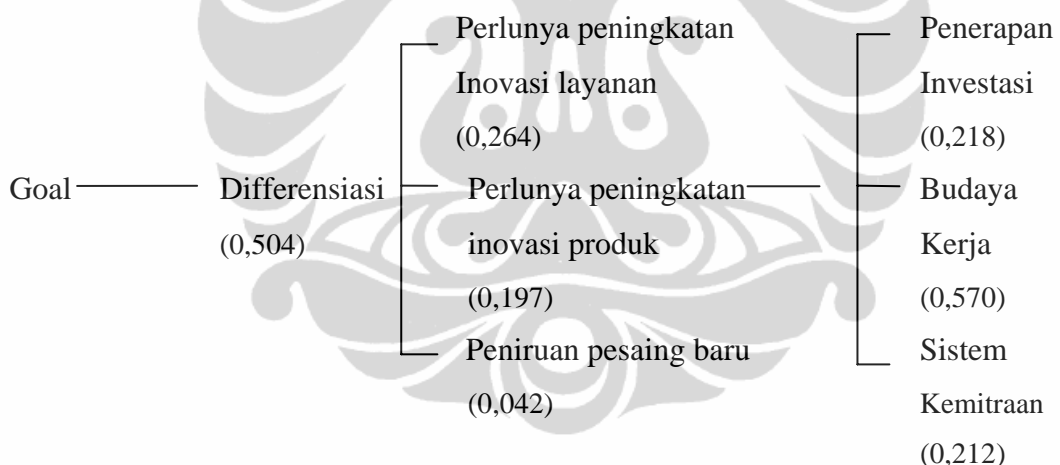 Goal
Differensiasi
(0,504)
Perlunya peningkatan
Inovasi layanan
(0,264)
Perlunya peningkatan
inovasi produk
(0,197)
Peniruan pesaing baru
(0,042)
Penerapan
Investasi
(0,218)
Budaya
Kerja
(0,570)
Sistem
Kemitraan
(0,212)